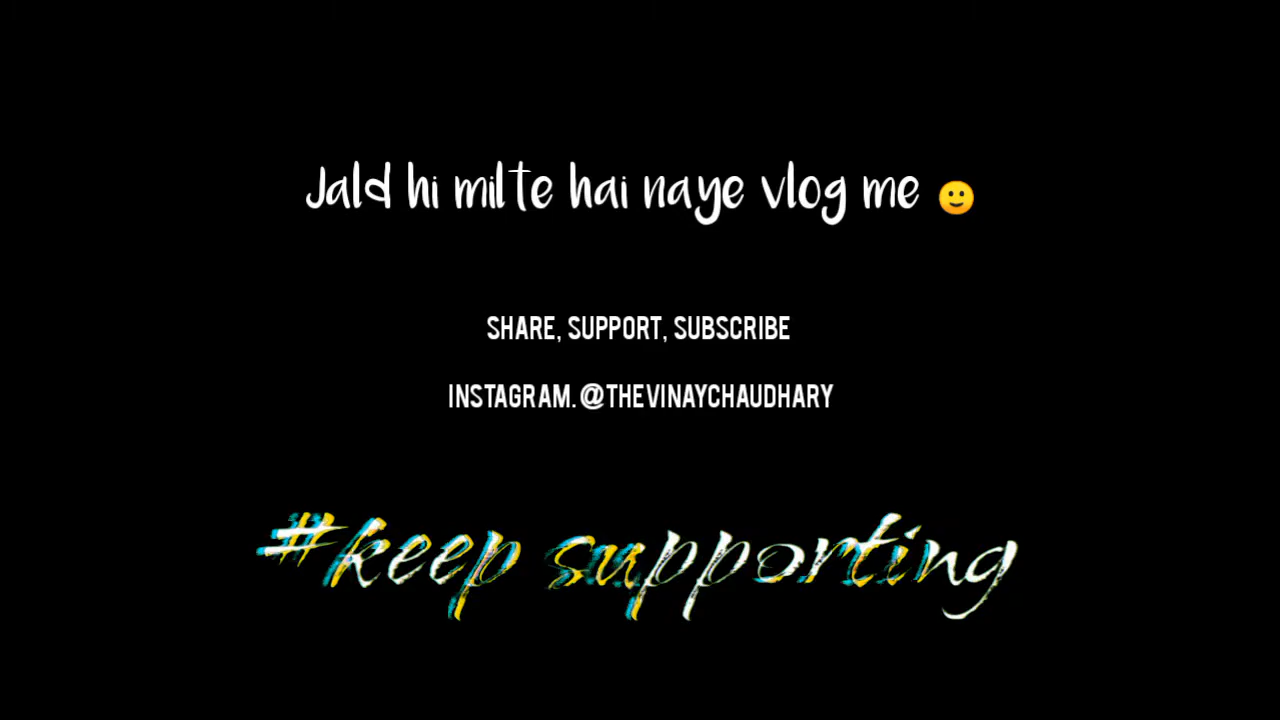 Jald hi milte hai naye vlog me 🙂
SHARE, SUPPORT, SUBSCRIBE
INSTAGRAM. @THEVINAYCHAUDHARY
#keep supporting